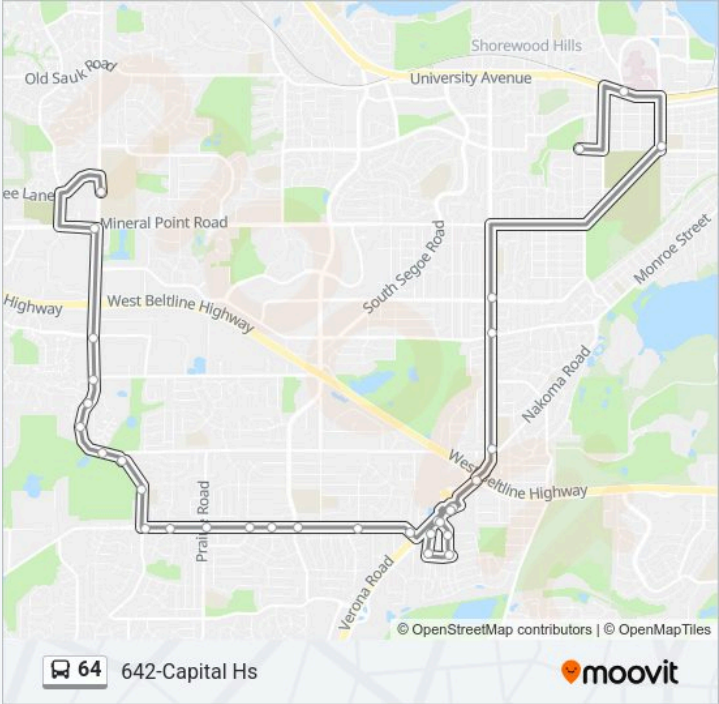 Shorewood Hills
Old Sauk Road
University Avenue
ee Lane
Mineral Point Road
South Segoe Road
Monroe Street
Highway
West Beltline Highway
Nakoma Road
West Beltline Highway
Prairie Road
Verona Road
© OpenStreetMap contributors | © OpenMapTiles
64 642-Capital Hs
moovit